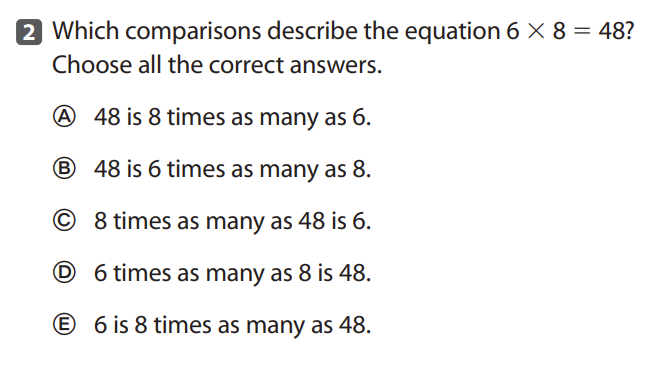 2 Which comparisons describe the equation 6 × 8 = 48?
Choose all the correct answers.
Ⓐ 48 is 8 times as many as 6.
Ⓑ 48 is 6 times as many as 8.
Ⓒ 8 times as many as 48 is 6.
Ⓓ 6 times as many as 8 is 48.
Ⓔ 6 is 8 times as many as 48.